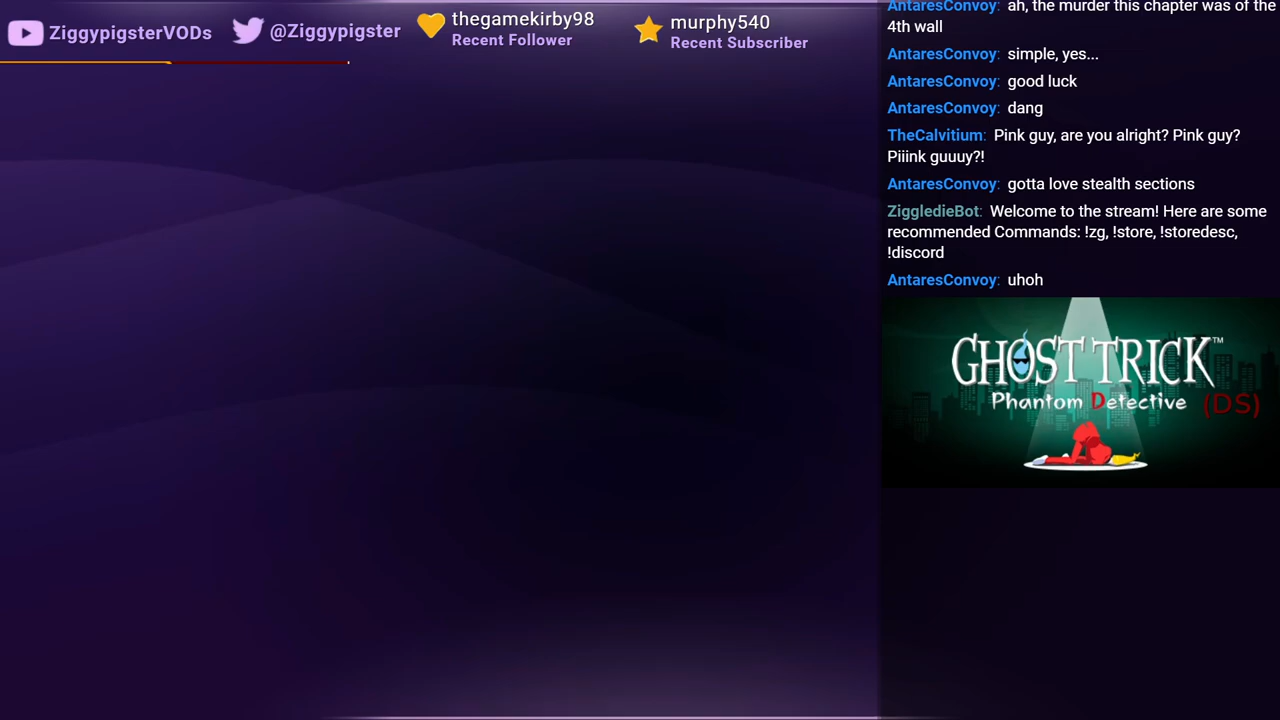 ZiggypigsterVODs
@Ziggypigster
thegamekirby98
Recent Follower
murphy540
Recent Subscriber
AntaresConvoy: ah, the murder this chapter was of the
4th wall
AntaresConvoy: simple, yes...
AntaresConvoy: good luck
AntaresConvoy: dang
TheCalvitium: Pink guy, are you alright? Pink guy?
Piiink guuuy?!
AntaresConvoy: gotta love stealth sections
ZiggledieBot: Welcome to the stream! Here are some
recommended Commands: !zg, !store, !storedesc,
!discord
AntaresConvoy: uhoh
GHOST TRICK™
Phantom Detective (DS)